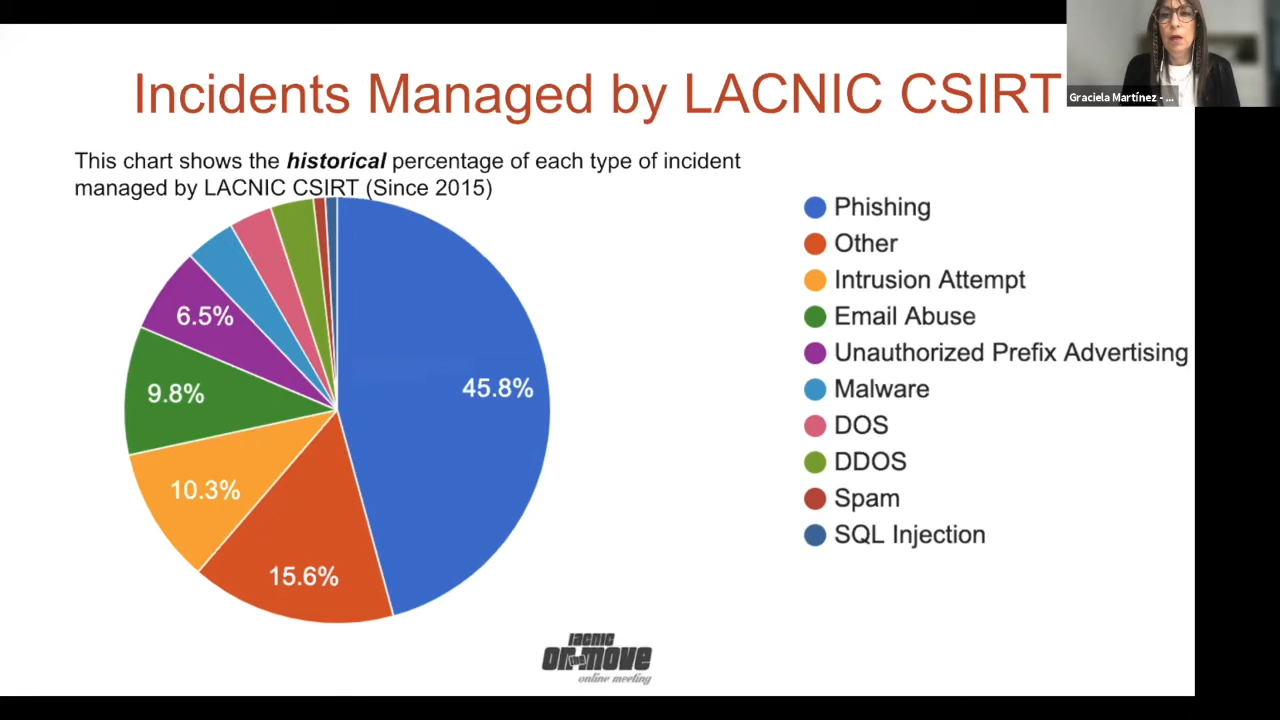 Incidents Managed by LACNIC CSIRT
Graciela Martínez - ...
This chart shows the historical percentage of each type of incident
managed by LACNIC CSIRT (Since 2015)
45.8%
15.6%
10.3%
9.8%
6.5%
Phishing
Other
Intrusion Attempt
Email Abuse
Unauthorized Prefix Advertising
Malware
DOS
DDOS
Spam
SQL Injection
lacnic
on the move
online meeting